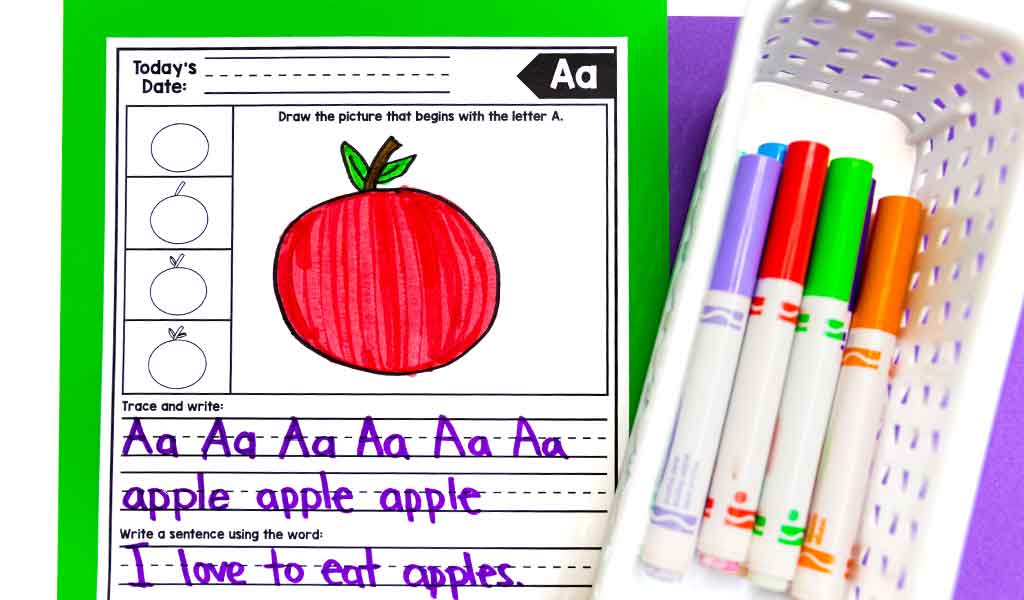 Today's
Date:
Aa
Draw the picture that begins with the letter A.
Trace and write:
Aa Aa Aa Aa Aa Aa
apple apple apple
Write a sentence using the word:
I love to eat apples.